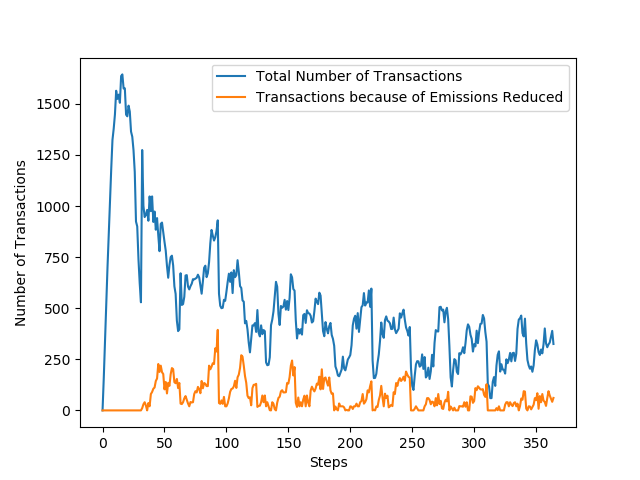 Total Number of Transactions
Transactions because of Emissions Reduced
Number of Transactions
1500
1250
1000
750
500
250
0
0 50 100 150 200 250 300 350
Steps